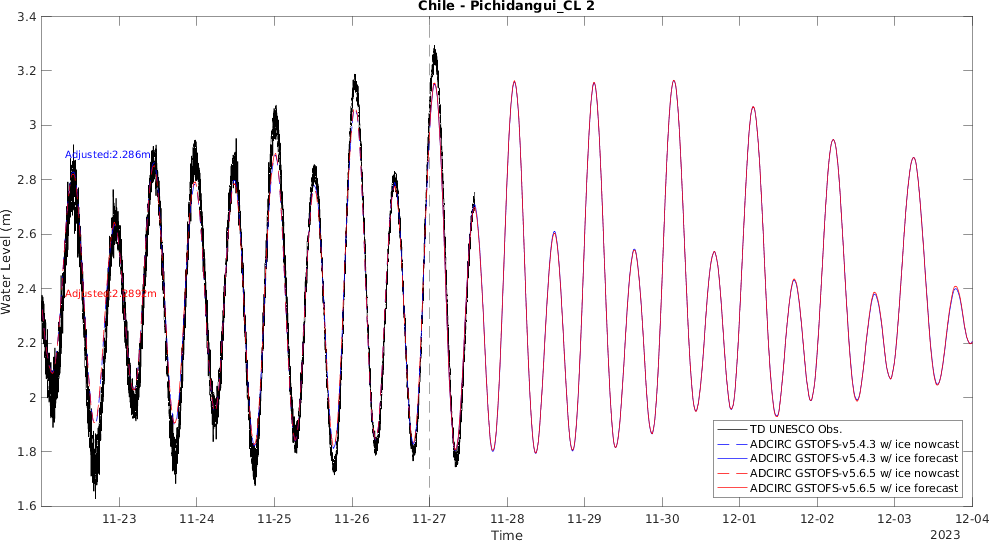 Chile - Pichidangui_CL 2
3.4
3.2
3
2.8
2.6
2.4
2.2
2
1.8
1.6
Water Level (m)
Adjusted:2.286m
Adjusted:2.2892m
11-23
11-24
11-25
11-26
11-27
11-28
11-29
11-30
12-01
12-02
12-03
12-04
Time
2023
TD UNESCO Obs.
ADCIRC GSTOFS-v5.4.3 w/ ice nowcast
ADCIRC GSTOFS-v5.4.3 w/ ice forecast
ADCIRC GSTOFS-v5.6.5 w/ ice nowcast
ADCIRC GSTOFS-v5.6.5 w/ ice forecast